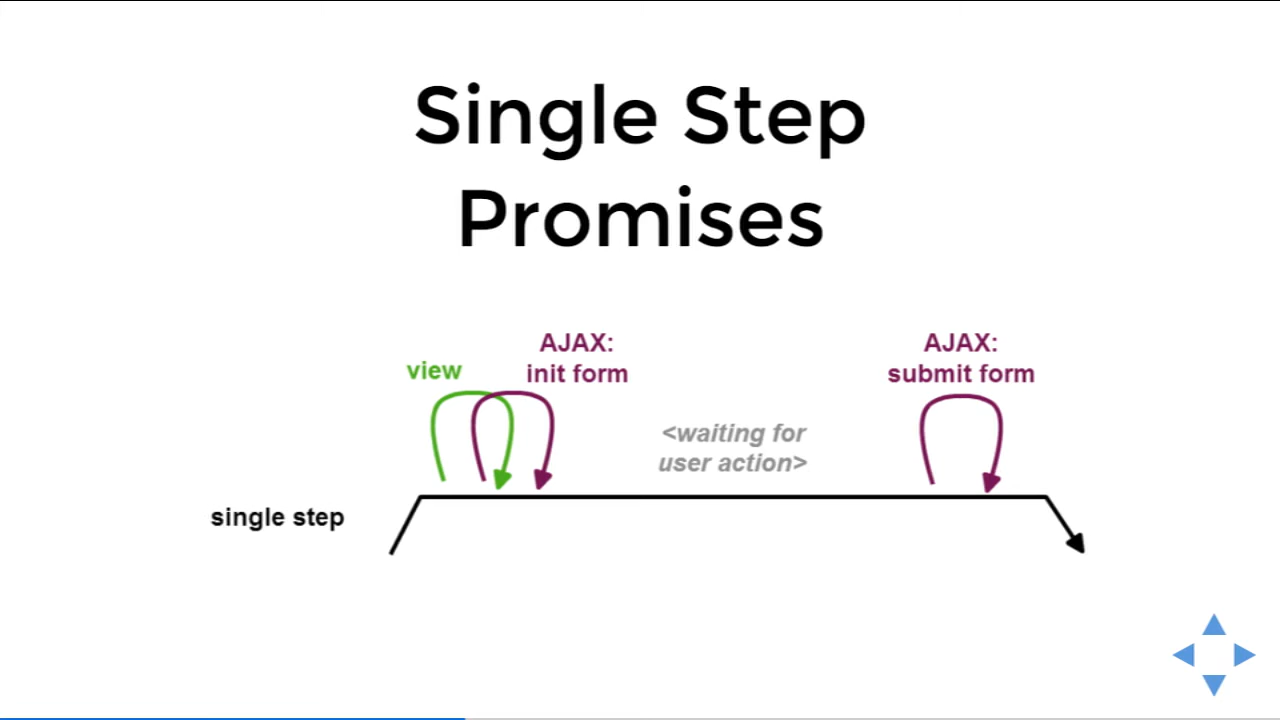 Single Step
Promises
view
AJAX:
init form
AJAX:
submit form
<waiting for
user action>
single step